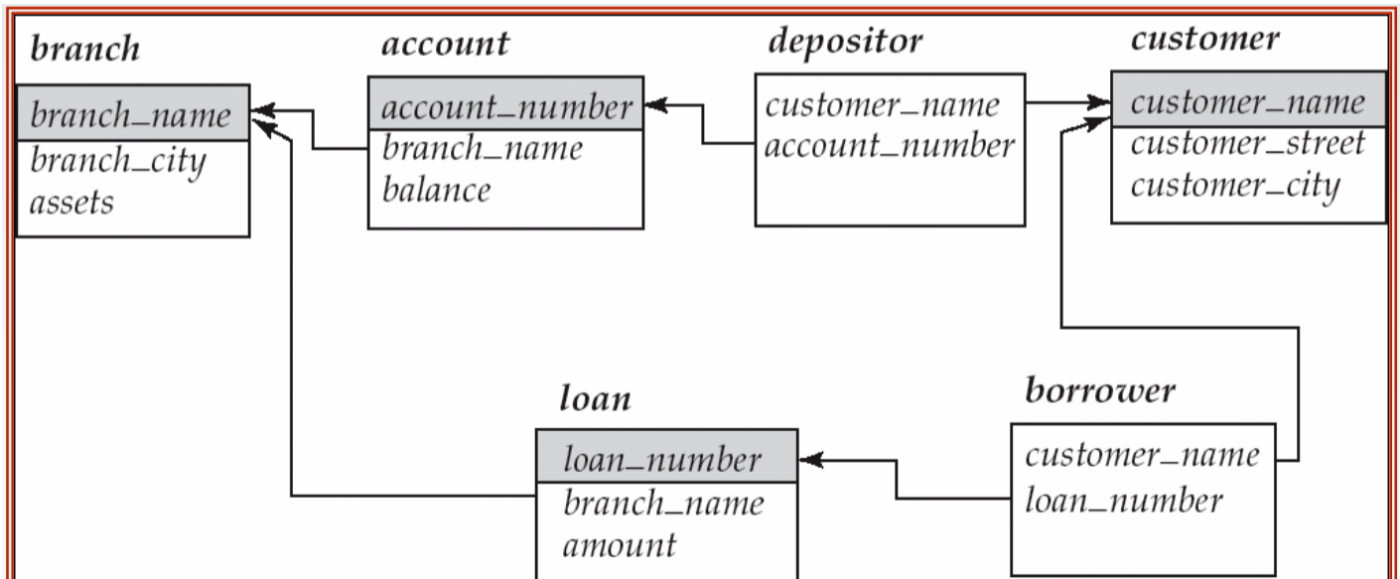 branch
branch_name
branch_city
assets
account
account_number
branch_name
balance
depositor
customer_name
account_number
customer
customer_name
customer_street
customer_city
loan
loan_number
branch_name
amount
borrower
customer_name
loan_number